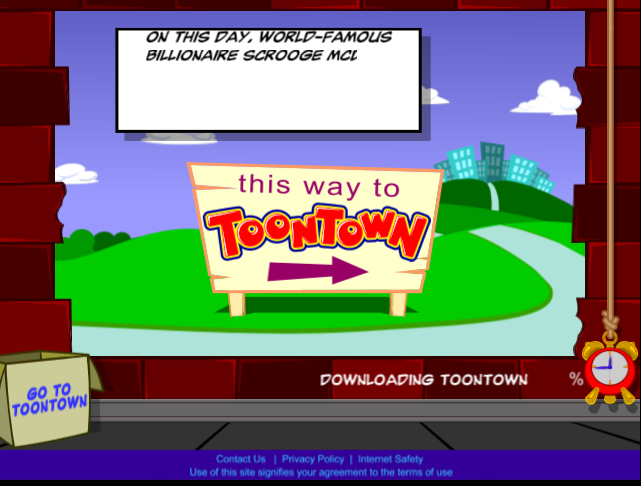 ON THIS DAY, WORLD-FAMOUS
BILLIONAIRE SCROOGE MCD
this way to
TOONTOWN
DOWNLOADING TOONTOWN %
GO TO
TOONTOWN
Contact Us | Privacy Policy | Internet Safety
Use of this site signifies your agreement to the terms of use